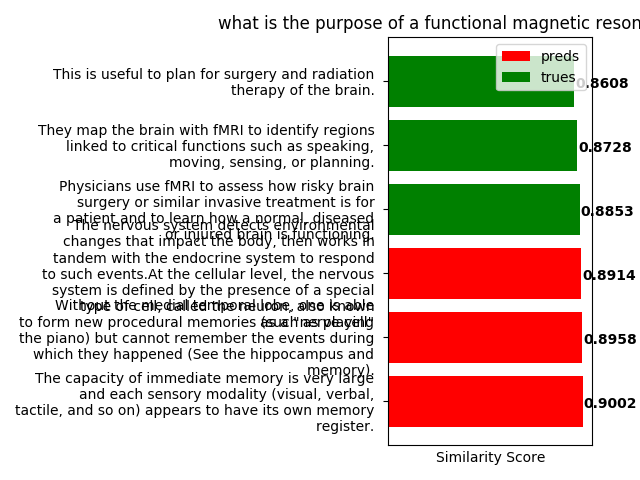 what is the purpose of a functional magnetic reson
preds
trues
This is useful to plan for surgery and radiation
therapy of the brain.
0.8608
They map the brain with fMRI to identify regions
linked to critical functions such as speaking,
moving, sensing, or planning.
0.8728
Physicians use fMRI to assess how risky brain
surgery or similar invasive treatment is for
a patient and to learn how a normal, diseased
or injured brain is functioning.
0.8853
The nervous system detects environmental
changes that impact the body, then works in
tandem with the endocrine system to respond
to such events.At the cellular level, the nervous
system is defined by the presence of a special
type of cell, called the neuron, also known
as a "nerve cell"
0.8914
Without the medial temporal lobe, one is able
to form new procedural memories (such as playing
the piano) but cannot remember the events during
which they happened (See the hippocampus and
memory).
0.8958
The capacity of immediate memory is very large
and each sensory modality (visual, verbal,
tactile, and so on) appears to have its own memory
register.
0.9002
Similarity Score